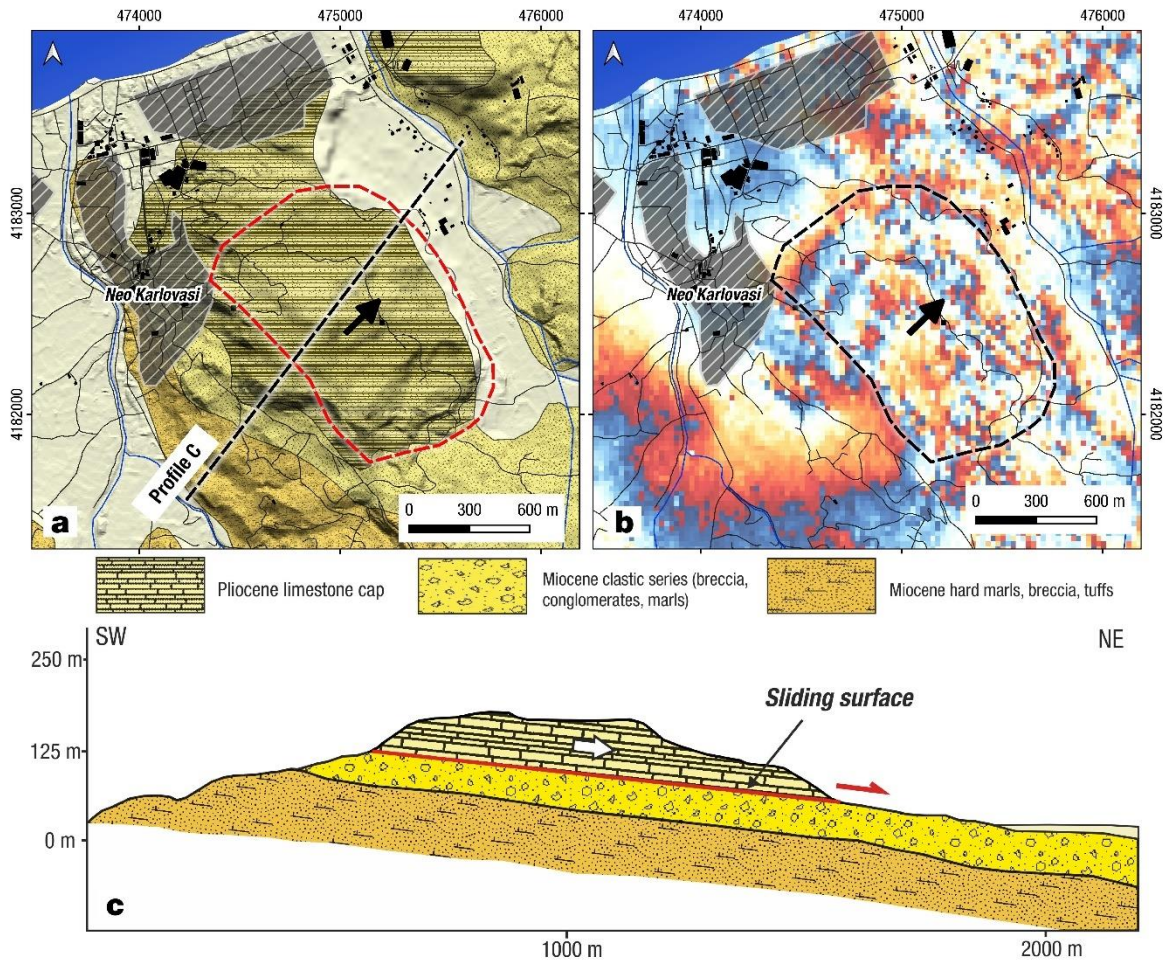 474000 475000 476000 474000 475000 476000
4183000
4182000
4183000
4182000
Neo Karlovasi
Neo Karlovasi
Profile C
a
0 300 600 m
b
0 300 600 m
Pliocene limestone cap
Miocene clastic series (breccia,
conglomerates, marls)
Miocene hard marls, breccia, tuffs
SW NE
250 m
Sliding surface
125 m
0 m
c
1000 m 2000 m